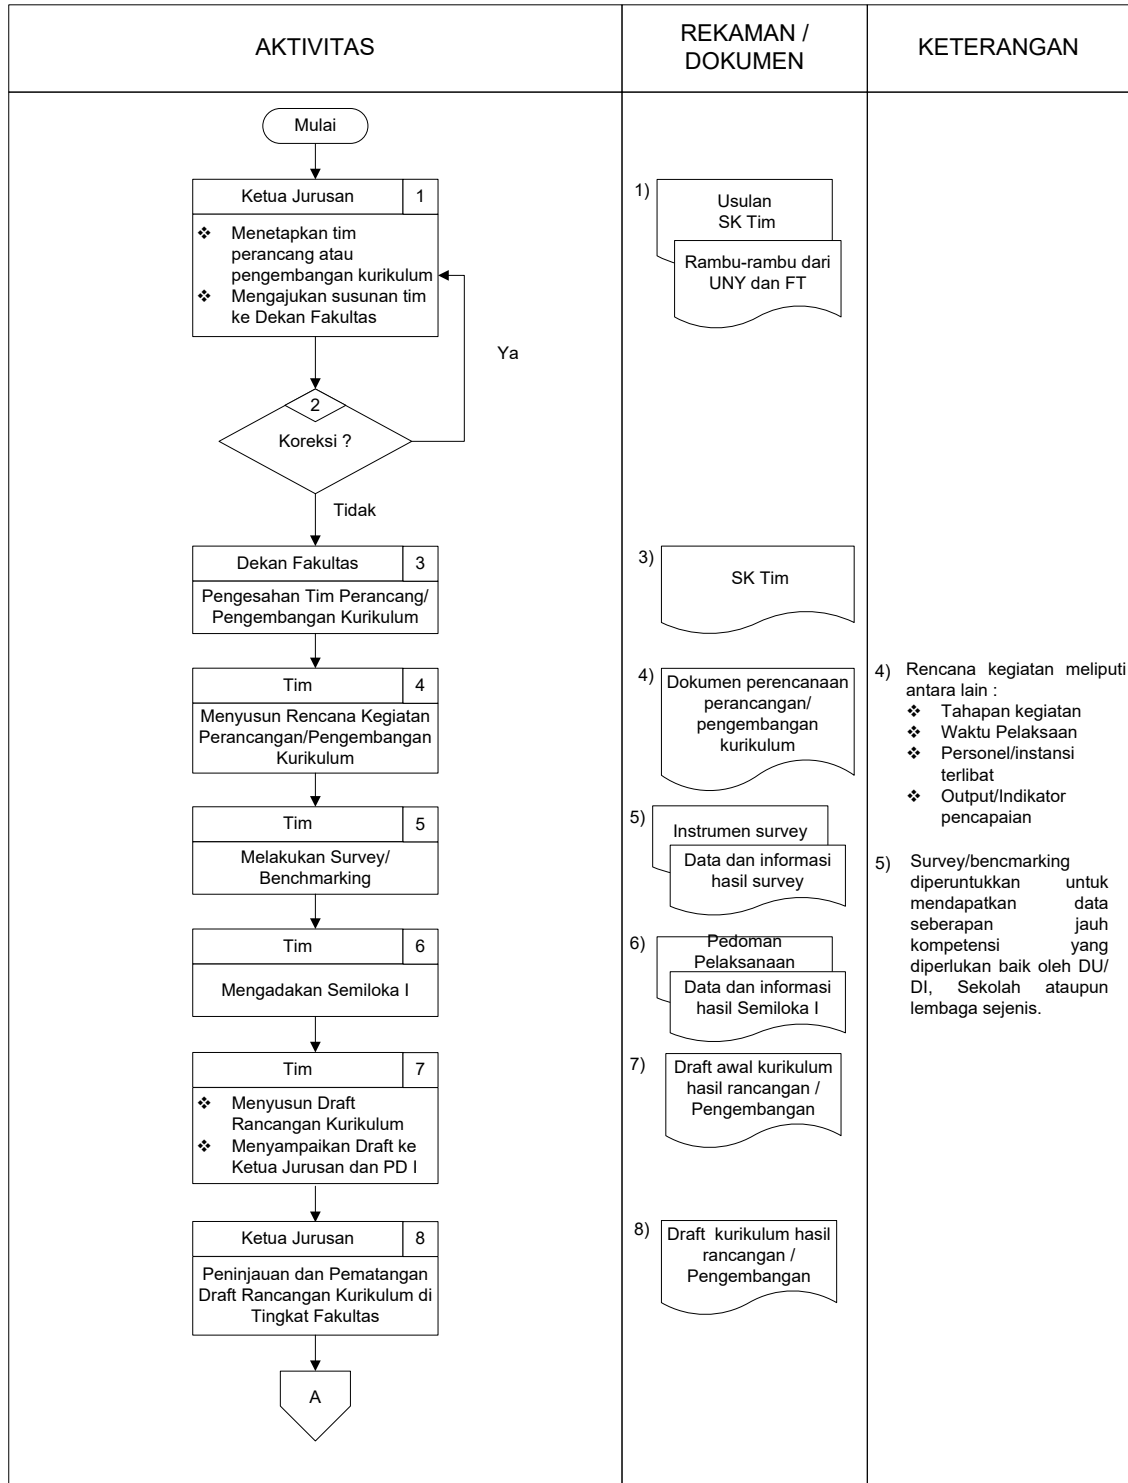 AKTIVITAS
REKAMAN /
DOKUMEN
KETERANGAN
Mulai
Ketua Jurusan
1
❖ Menetapkan tim
perancang atau
pengembangan kurikulum
❖ Mengajukan susunan tim
ke Dekan Fakultas
1)
Usulan
SK Tim
Rambu-rambu dari
UNY dan FT
Ya
2
Koreksi ?
Tidak
Dekan Fakultas
3
Pengesahan Tim Perancang/
Pengembangan Kurikulum
3)
SK Tim
Tim
4
Menyusun Rencana Kegiatan
Perancangan/Pengembangan
Kurikulum
4)
Dokumen perencanaan
perancangan/
pengembangan
kurikulum
4) Rencana kegiatan meliputi
antara lain :
❖ Tahapan kegiatan
❖ Waktu Pelaksaan
❖ Personel/instansi
terlibat
❖ Output/Indikator
pencapaian
Tim
5
Melakukan Survey/
Benchmarking
5)
Instrumen survey
Data dan informasi
hasil survey
5) Survey/bencmarking
diperuntukkan untuk
mendapatkan data
seberapan jauh
kompetensi yang
diperlukan baik oleh DU/
DI, Sekolah ataupun
lembaga sejenis.
Tim
6
Mengadakan Semiloka I
6)
Pedoman
Pelaksanaan
Data dan informasi
hasil Semiloka I
Tim
7
❖ Menyusun Draft
Rancangan Kurikulum
❖ Menyampaikan Draft ke
Ketua Jurusan dan PD I
7)
Draft awal kurikulum
hasil rancangan /
Pengembangan
Ketua Jurusan
8
Peninjauan dan Pematangan
Draft Rancangan Kurikulum di
Tingkat Fakultas
8)
Draft kurikulum hasil
rancangan /
Pengembangan
A